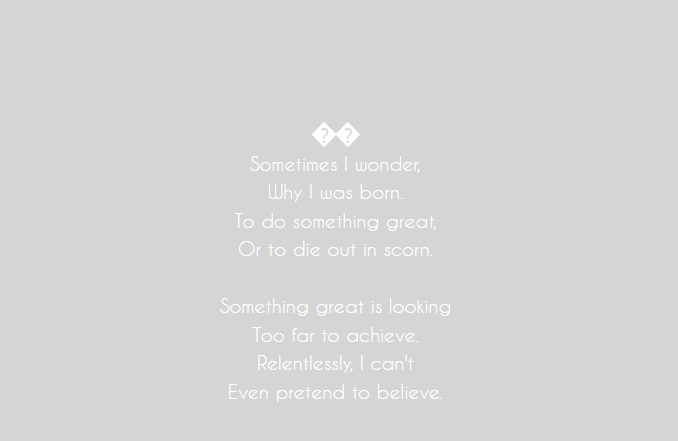 ��
Sometimes I wonder,
Why I was born.
To do something great,
Or to die out in scorn.

Something great is looking
Too far to achieve.
Relentlessly, I can't
Even pretend to believe.